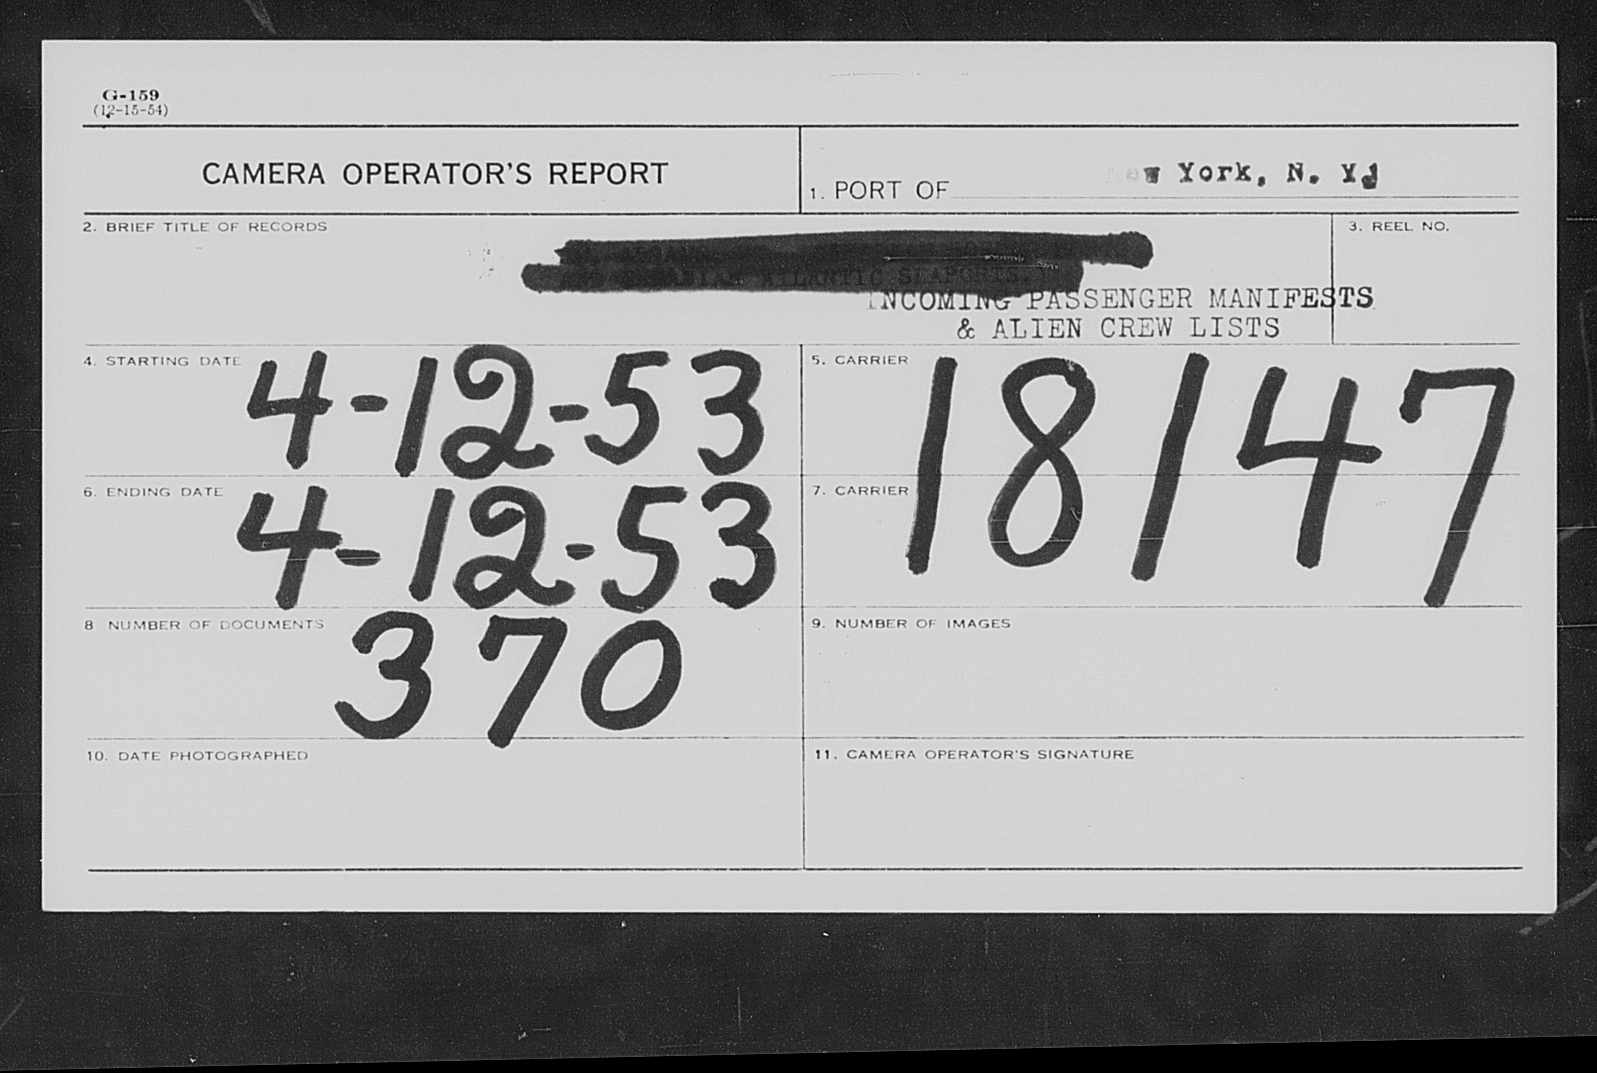 G-159
(12-15-54)
CAMERA OPERATOR'S REPORT
1. PORT OF New York, N. Y.
2. BRIEF TITLE OF RECORDS
3. REEL NO.
ATLANTIC SEAPORTS
INCOMING PASSENGER MANIFESTS
& ALIEN CREW LISTS
4. STARTING DATE 4-12-53
5. CARRIER 18147
6. ENDING DATE 4-12-53
7. CARRIER
8 NUMBER OF DOCUMENTS 370
9. NUMBER OF IMAGES
10. DATE PHOTOGRAPHED
11. CAMERA OPERATOR'S SIGNATURE